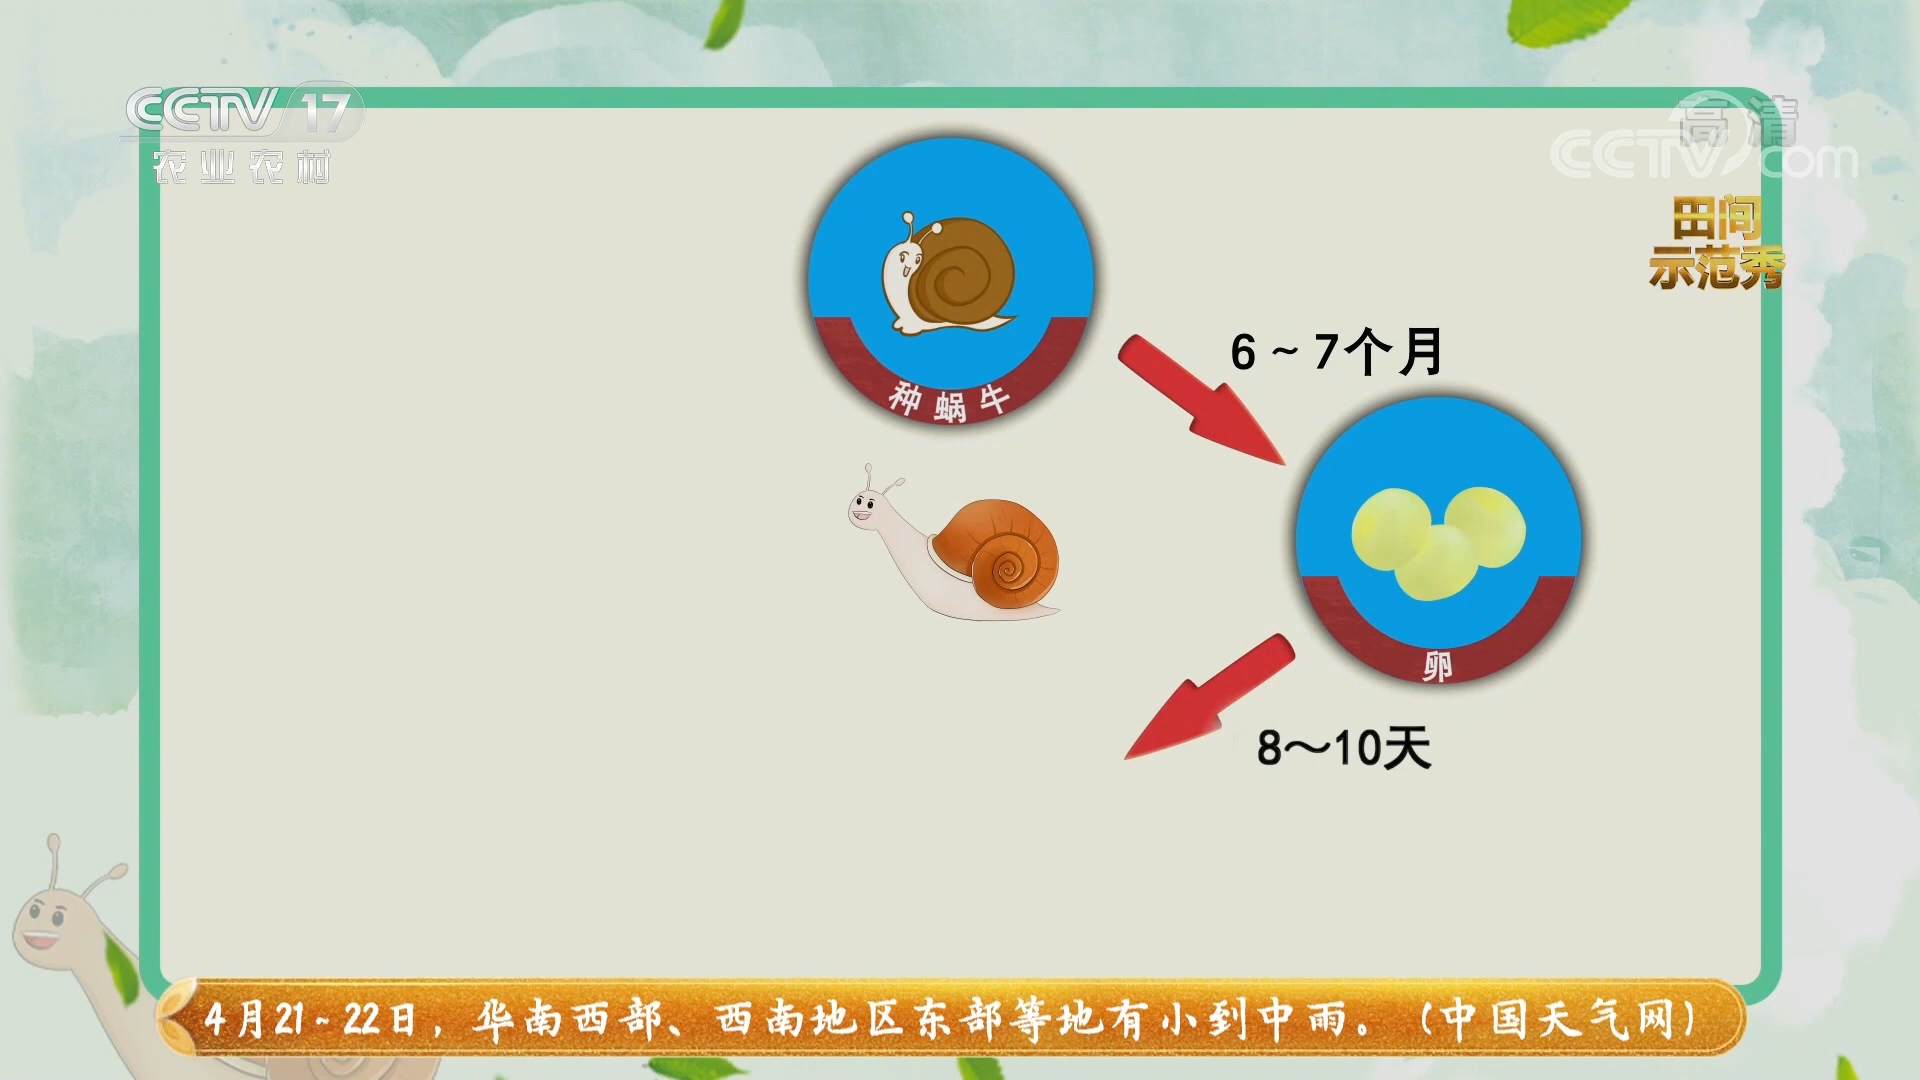 CCTV 17
农业农村
高清
CCTV.com
田间
示范秀
种蜗牛
6~7个月
卵
8~10天
4月21~22日，华南西部、西南地区东部等地有小到中雨。（中国天气网）